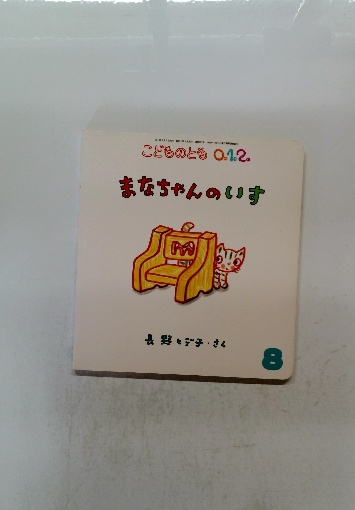 こどものとも 0.1.2.
まなちゃんのいす
長野ヒデ子・さく
8